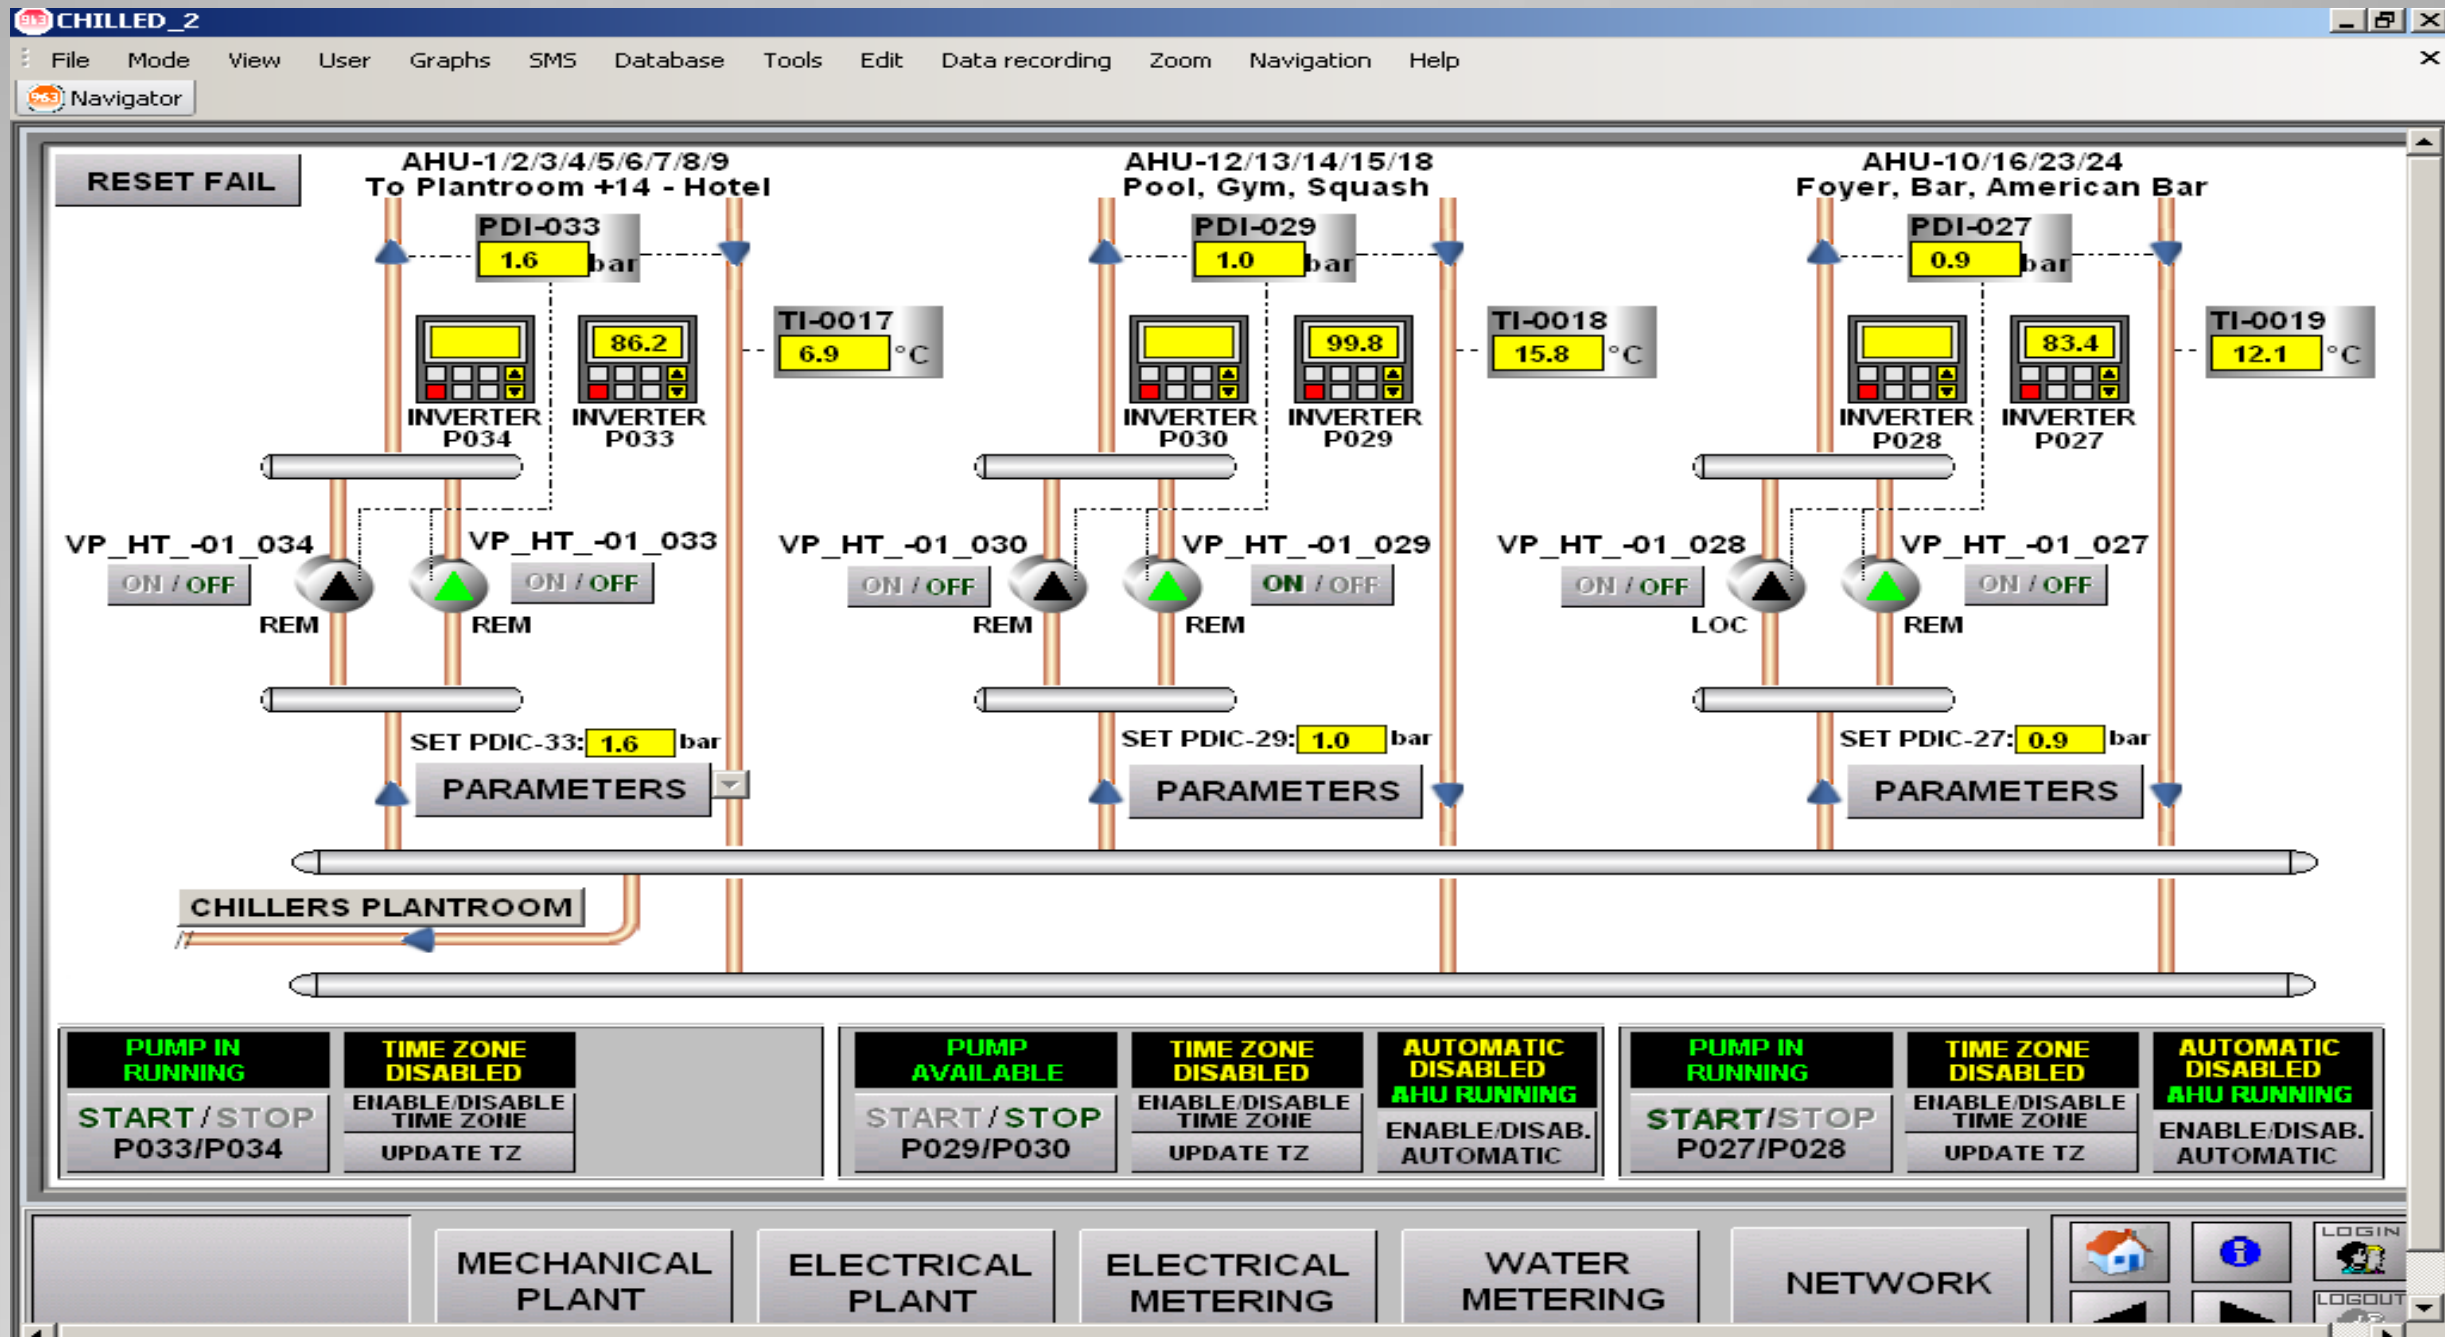 CHILLED_2
File Mode View User Graphs SMS Database Tools Edit Data recording Zoom Navigation Help
963 Navigator
RESET FAIL
AHU-1/2/3/4/5/6/7/8/9
To Plantroom +14 - Hotel
PDI-033
1.6 bar
TI-0017
6.9 °C
86.2
INVERTER
P034
INVERTER
P033
VP_HT_-01_034
ON / OFF
REM
VP_HT_-01_033
ON / OFF
REM
SET PDIC-33: 1.6 bar
PARAMETERS
AHU-12/13/14/15/18
Pool, Gym, Squash
PDI-029
1.0 bar
TI-0018
15.8 °C
99.8
INVERTER
P030
INVERTER
P029
VP_HT_-01_030
ON / OFF
REM
VP_HT_-01_029
ON / OFF
REM
SET PDIC-29: 1.0 bar
PARAMETERS
AHU-10/16/23/24
Foyer, Bar, American Bar
PDI-027
0.9 bar
TI-0019
12.1 °C
83.4
INVERTER
P028
INVERTER
P027
VP_HT_-01_028
ON / OFF
LOC
VP_HT_-01_027
ON / OFF
REM
SET PDIC-27: 0.9 bar
PARAMETERS
CHILLERS PLANTROOM
PUMP IN
RUNNING
START/STOP
P033/P034
TIME ZONE
DISABLED
ENABLE/DISABLE
TIME ZONE
UPDATE TZ
PUMP
AVAILABLE
START/STOP
P029/P030
TIME ZONE
DISABLED
ENABLE/DISABLE
TIME ZONE
UPDATE TZ
AUTOMATIC
DISABLED
AHU RUNNING
ENABLE/DISAB.
AUTOMATIC
PUMP IN
RUNNING
START/STOP
P027/P028
TIME ZONE
DISABLED
ENABLE/DISABLE
TIME ZONE
UPDATE TZ
AUTOMATIC
DISABLED
AHU RUNNING
ENABLE/DISAB.
AUTOMATIC
MECHANICAL
PLANT
ELECTRICAL
PLANT
ELECTRICAL
METERING
WATER
METERING
NETWORK
LOGIN
LOGOUT